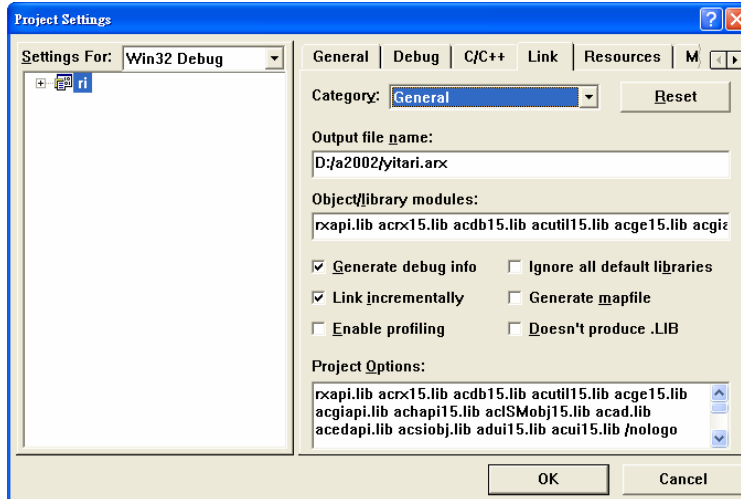 Project Settings
Settings For: Win32 Debug
ri
General Debug C/C++ Link Resources M
Category: General Reset
Output file name:
D:/a2002/yitari.arx
Object/library modules:
rxapi.lib acrx15.lib acdb15.lib acutil15.lib acge15.lib acgia
Generate debug info Ignore all default libraries
Link incrementally Generate mapfile
Enable profiling Doesn't produce .LIB
Project Options:
rxapi.lib acrx15.lib acdb15.lib acutil15.lib acge15.lib
acgiapi.lib achapi15.lib aclSMobj15.lib acad.lib
acedapi.lib acsiobj.lib adui15.lib acui15.lib /nologo
OK Cancel